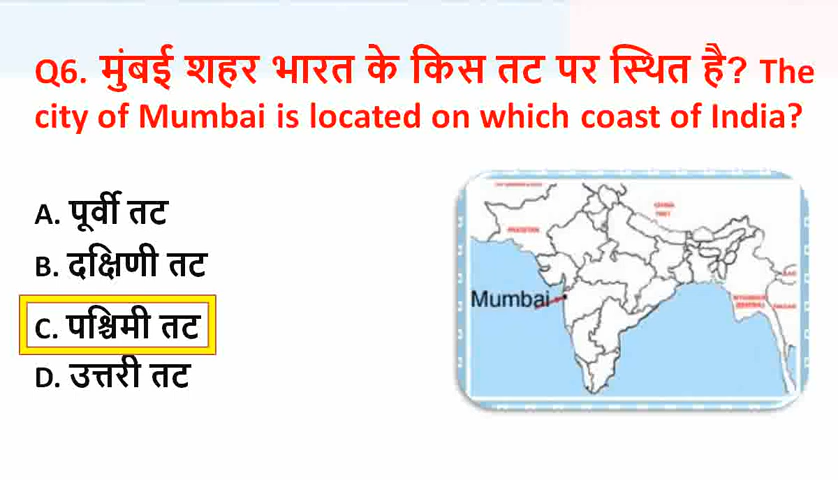 Q6. मुंबई शहर भारत के किस तट पर स्थित है? The
city of Mumbai is located on which coast of India?
A. पूर्वी तट
B. दक्षिणी तट
C. पश्चिमी तट
D. उत्तरी तट
PAKISTAN
Mumbai